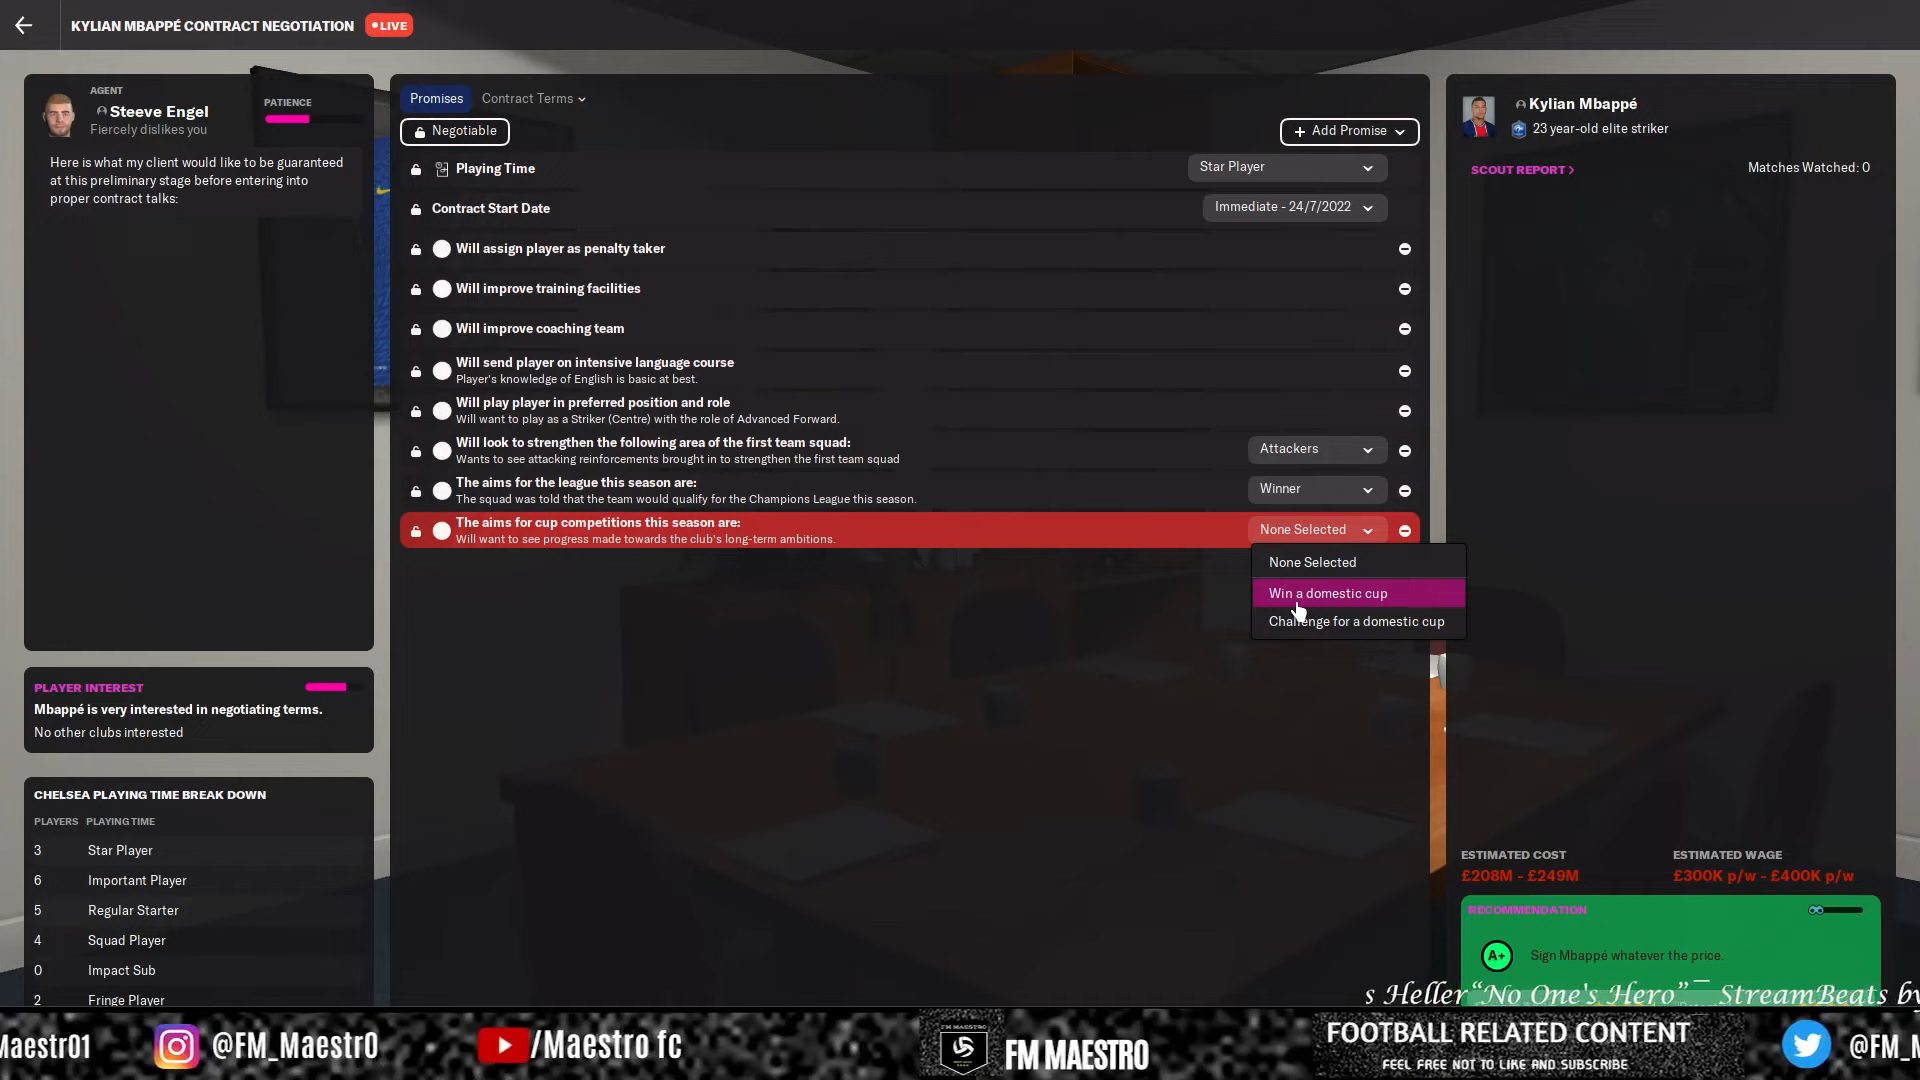 KYLIAN MBAPPÉ CONTRACT NEGOTIATION
LIVE
AGENT
Steeve Engel
Fiercely dislikes you
PATIENCE
Here is what my client would like to be guaranteed
at this preliminary stage before entering into
proper contract talks:
PLAYER INTEREST
Mbappé is very interested in negotiating terms.
No other clubs interested
CHELSEA PLAYING TIME BREAK DOWN
PLAYERS PLAYING TIME
3 Star Player
6 Important Player
5 Regular Starter
4 Squad Player
0 Impact Sub
2 Fringe Player
Promises Contract Terms
Negotiable
Add Promise
Playing Time Star Player
Contract Start Date Immediate - 24/7/2022
Will assign player as penalty taker
Will improve training facilities
Will improve coaching team
Will send player on intensive language course
Player's knowledge of English is basic at best.
Will play player in preferred position and role
Will want to play as a Striker (Centre) with the role of Advanced Forward.
Will look to strengthen the following area of the first team squad:
Wants to see attacking reinforcements brought in to strengthen the first team squad
Attackers
The aims for the league this season are:
The squad was told that the team would qualify for the Champions League this season.
Winner
The aims for cup competitions this season are:
Will want to see progress made towards the club's long-term ambitions.
None Selected
None Selected
Win a domestic cup
Challenge for a domestic cup
Kylian Mbappé
23 year-old elite striker
SCOUT REPORT >
Matches Watched: 0
ESTIMATED COST
£208M - £249M
ESTIMATED WAGE
£300K p/w - £400K p/w
RECOMMENDATION
A+
Sign Mbappé whatever the price.
s Heller "No One's Hero" — StreamBeats by
Maestr01
@FM_Maestr0
/Maestro fc
FM MAESTRO
FM MAESTRO
FOOTBALL RELATED CONTENT
FEEL FREE NOT TO LIKE AND SUBSCRIBE
@FM_M